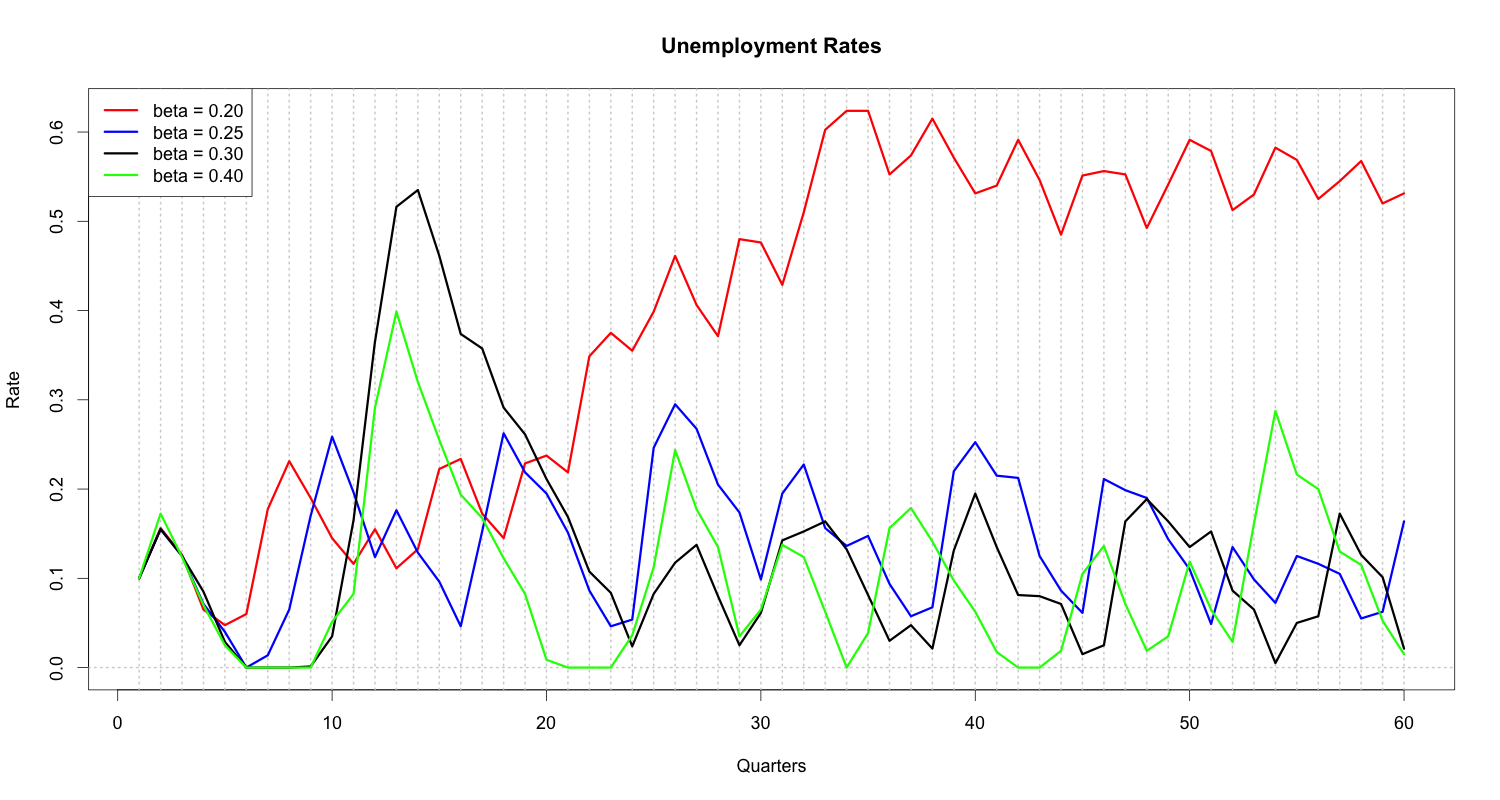 Unemployment Rates
beta = 0.20
beta = 0.25
beta = 0.30
beta = 0.40
0.6
0.5
0.4
0.3
0.2
0.1
0.0
Rate
0 10 20 30 40 50 60
Quarters